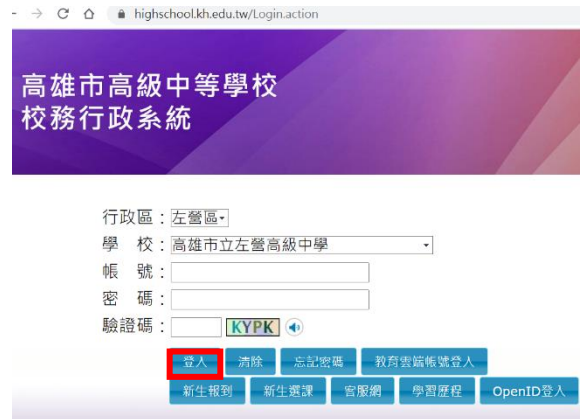 highschool.kh.edu.tw/Login.action
高雄市高級中等學校
校務行政系統
行政區：左營區
學　校：高雄市立左營高級中學
帳　號：
密　碼：
驗證碼： KYPK
登入 清除 忘記密碼 教育雲端帳號登入
新生報到 新生選課 客服網 學習歷程 OpenID登入